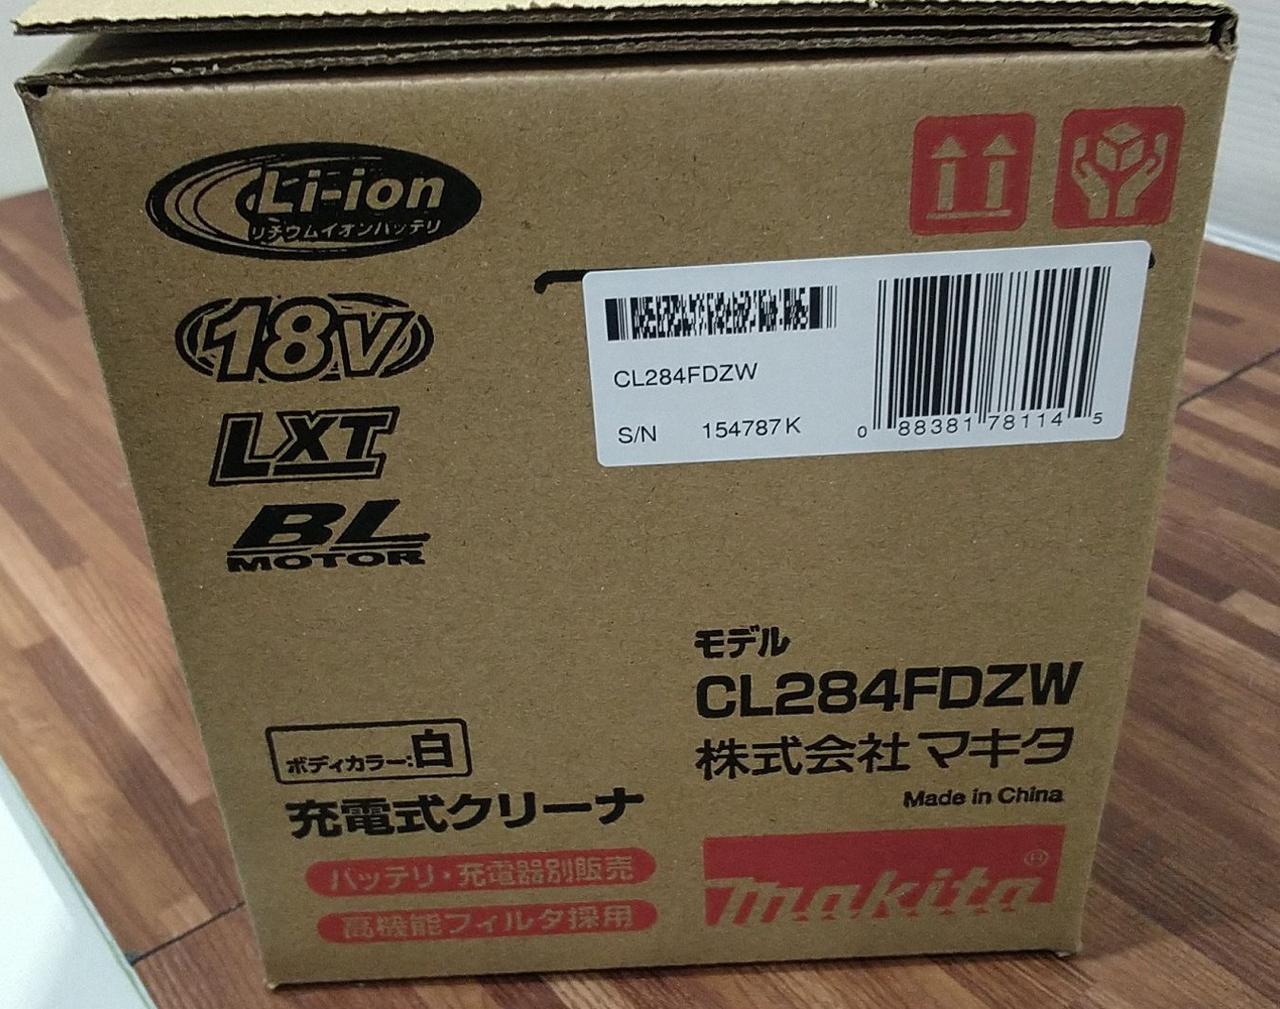 Li-ion
リチウムイオンバッテリ
18V
LXT
BL
MOTOR
CL284FDZW
S/N 154787K
0 88381 78114 5
モデル
CL284FDZW
株式会社マキタ
Made in China
ボディカラー:白
充電式クリーナ
バッテリ・充電器別販売
高機能フィルタ採用
makita®